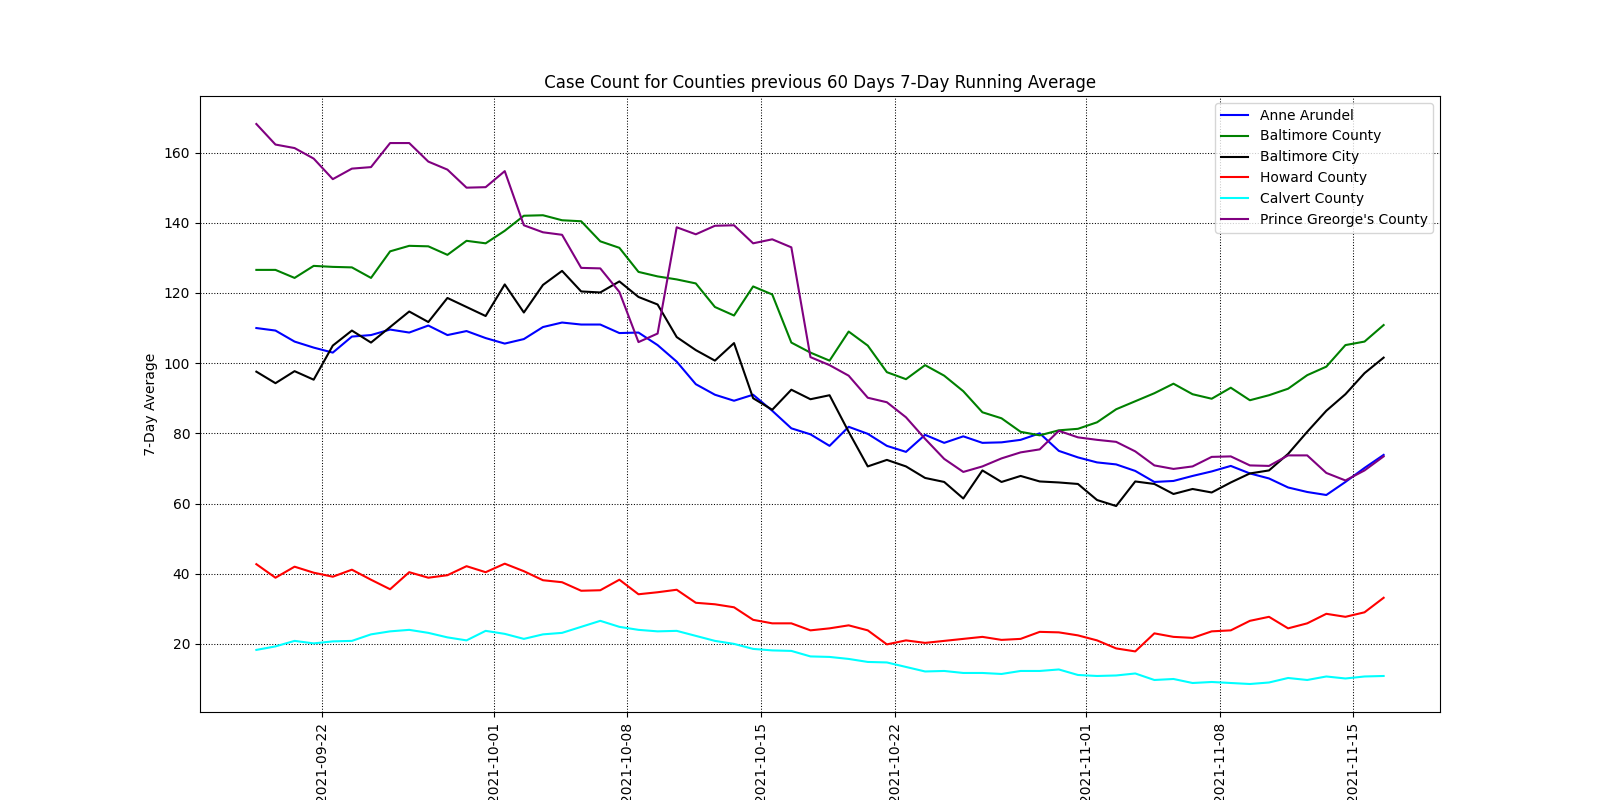 Case Count for Counties previous 60 Days 7-Day Running Average
Anne Arundel
Baltimore County
Baltimore City
Howard County
Calvert County
Prince Greorge's County
7-Day Average
160
140
120
100
80
60
40
20
2021-09-22
2021-10-01
2021-10-08
2021-10-15
2021-10-22
2021-11-01
2021-11-08
2021-11-15